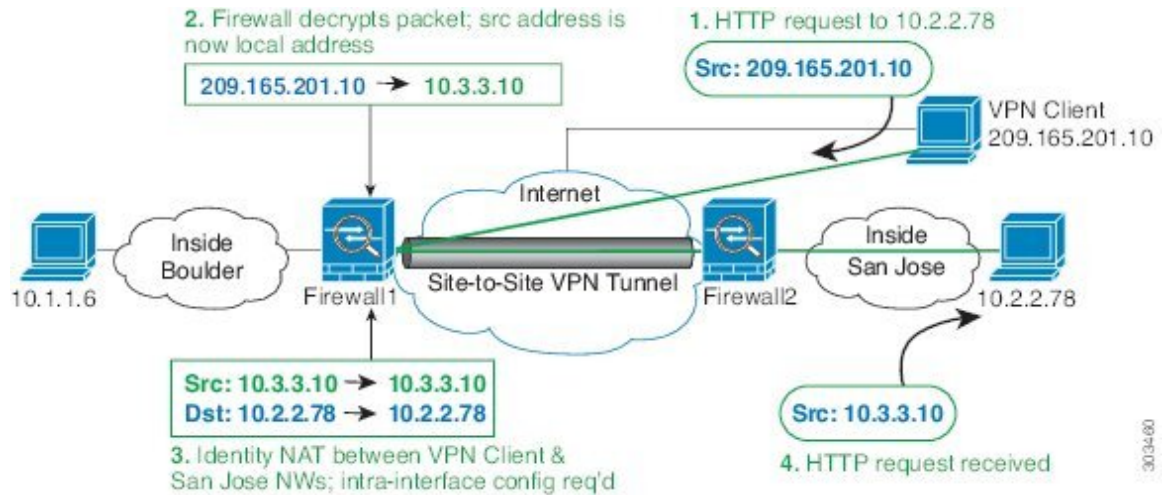 2. Firewall decrypts packet; src address is
now local address
209.165.201.10 → 10.3.3.10
1. HTTP request to 10.2.2.78
Src: 209.165.201.10
VPN Client
209.165.201.10
Internet
Inside
Boulder
Inside
San Jose
Site-to-Site VPN Tunnel
10.1.1.6
Firewall1
Firewall2
10.2.2.78
Src: 10.3.3.10 → 10.3.3.10
Dst: 10.2.2.78 → 10.2.2.78
3. Identity NAT between VPN Client &
San Jose NWs; intra-interface config req'd
Src: 10.3.3.10
4. HTTP request received
303460